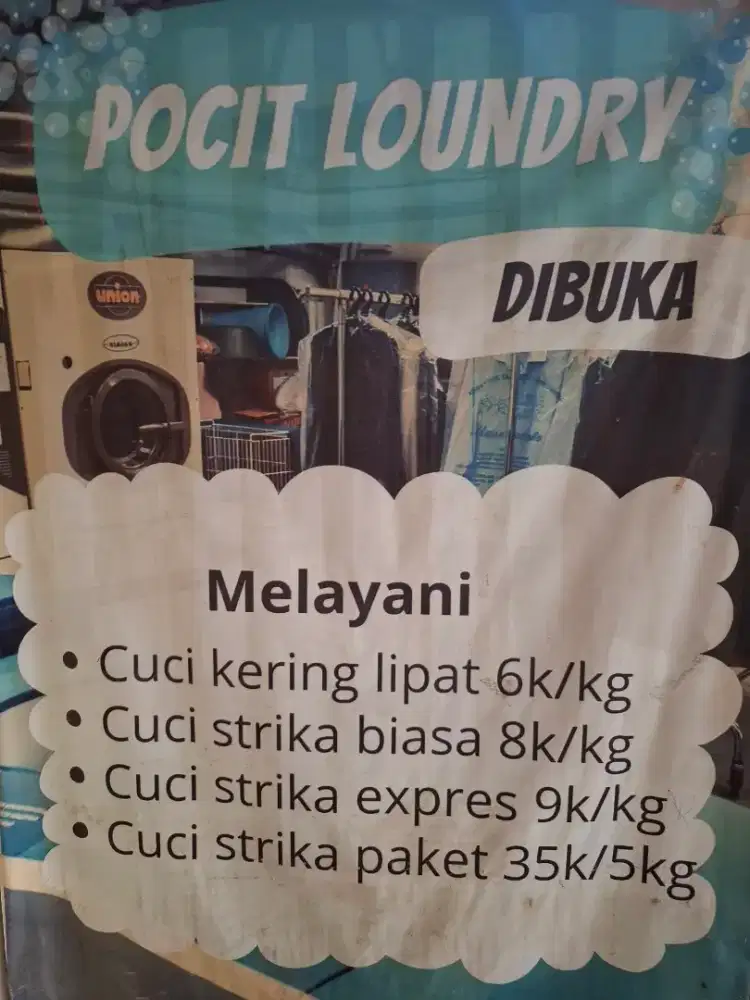 POCIT LOUNDRY
DIBUKA
union
Melayani
• Cuci kering lipat 6k/kg
• Cuci strika biasa 8k/kg
• Cuci strika expres 9k/kg
• Cuci strika paket 35k/5kg